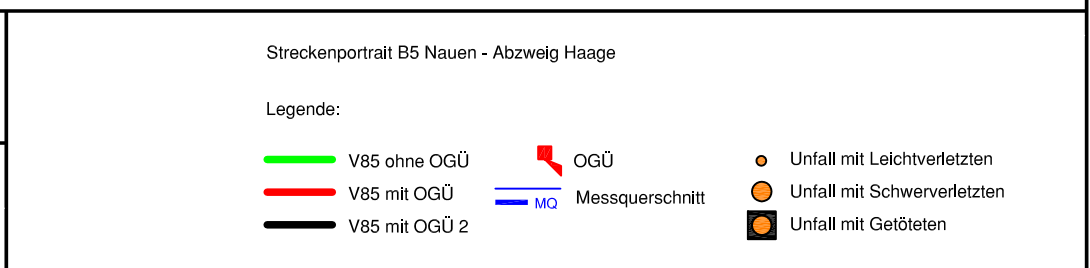 Streckenportrait B5 Nauen - Abzweig Haage
Legende:
V85 ohne OGÜ
OGÜ
Unfall mit Leichtverletzten
V85 mit OGÜ
MQ
Messquerschnitt
Unfall mit Schwerverletzten
V85 mit OGÜ 2
Unfall mit Getöteten